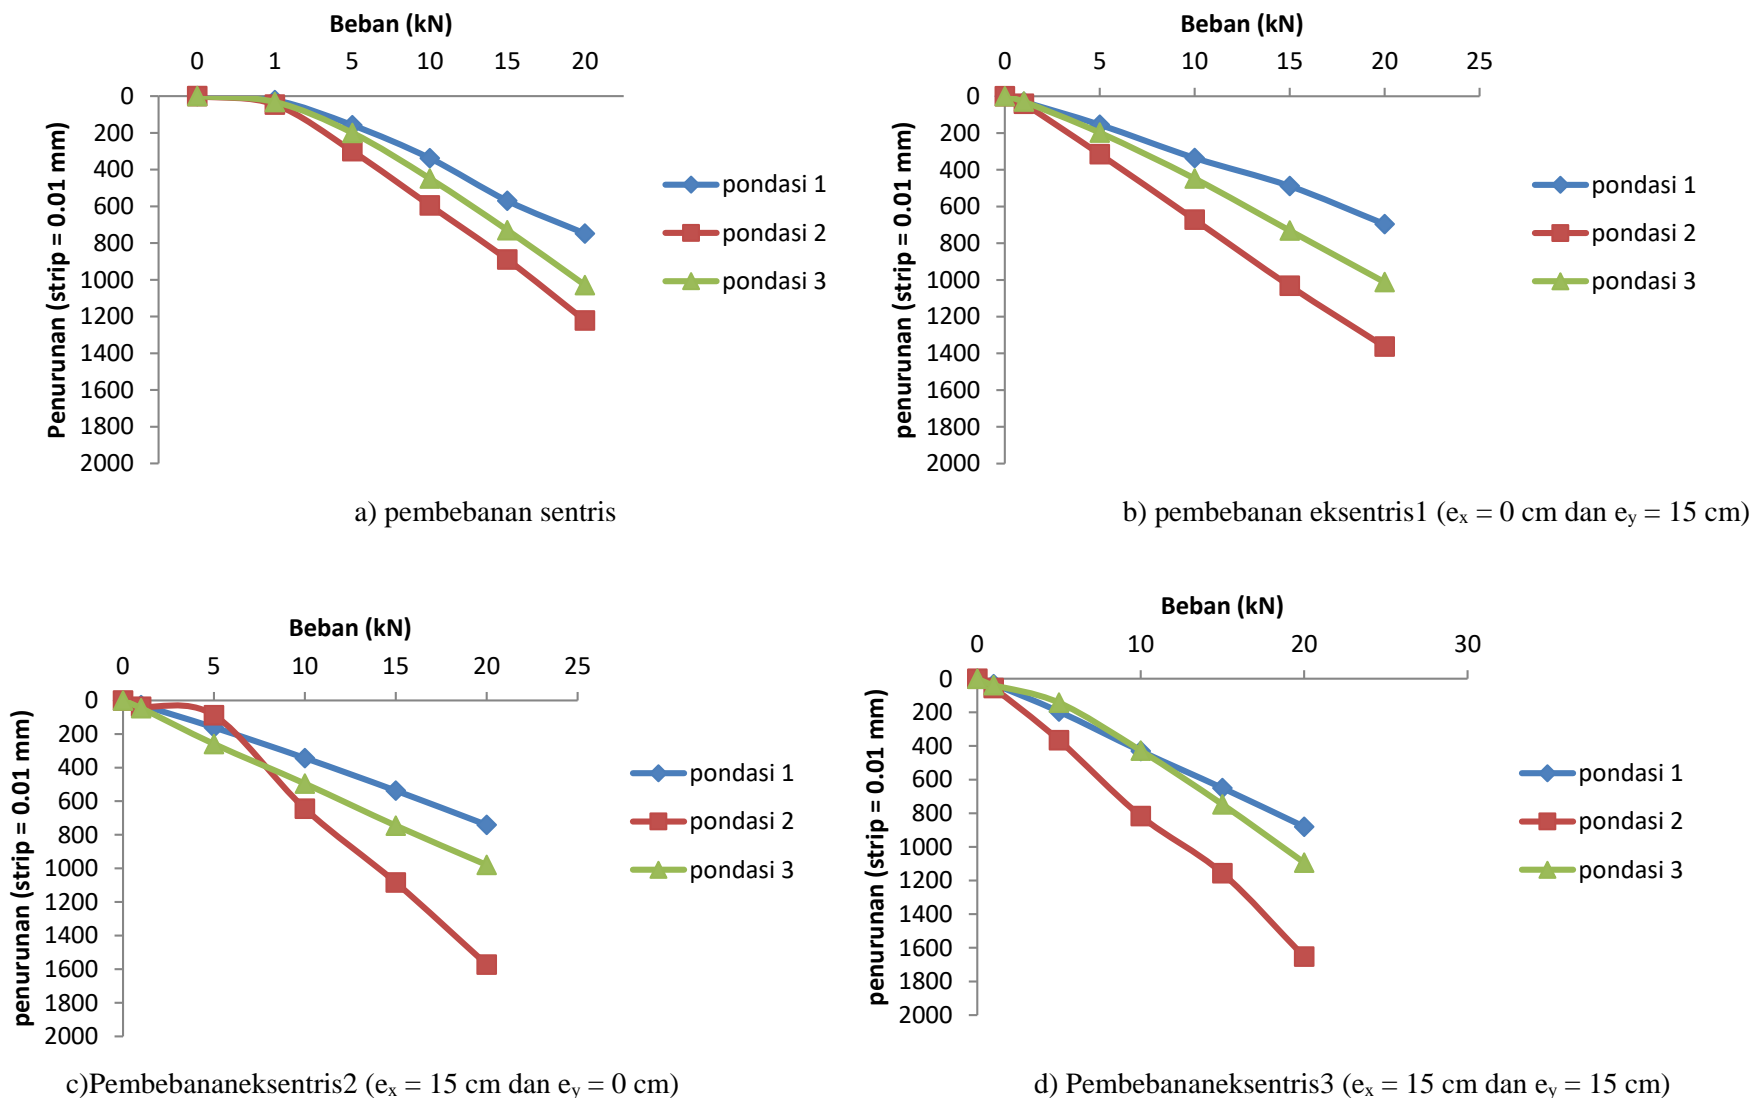 Beban (kN)
0 1 5 10 15 20
0
200
400
600
800
1000
1200
1400
1600
1800
2000
Penurunan (strip = 0.01 mm)
pondasi 1
pondasi 2
pondasi 3
a) pembebanan sentris
Beban (kN)
0 5 10 15 20 25
0
200
400
600
800
1000
1200
1400
1600
1800
2000
penurunan (strip = 0.01 mm)
pondasi 1
pondasi 2
pondasi 3
b) pembebanan eksentris1 (eₓ = 0 cm dan eᵧ = 15 cm)
Beban (kN)
0 5 10 15 20 25
0
200
400
600
800
1000
1200
1400
1600
1800
2000
penurunan (strip = 0.01 mm)
pondasi 1
pondasi 2
pondasi 3
c)Pembebananeksentris2 (eₓ = 15 cm dan eᵧ = 0 cm)
Beban (kN)
0 10 20 30
0
200
400
600
800
1000
1200
1400
1600
1800
2000
penurunan (strip = 0.01 mm)
pondasi 1
pondasi 2
pondasi 3
d) Pembebananeksentris3 (eₓ = 15 cm dan eᵧ = 15 cm)